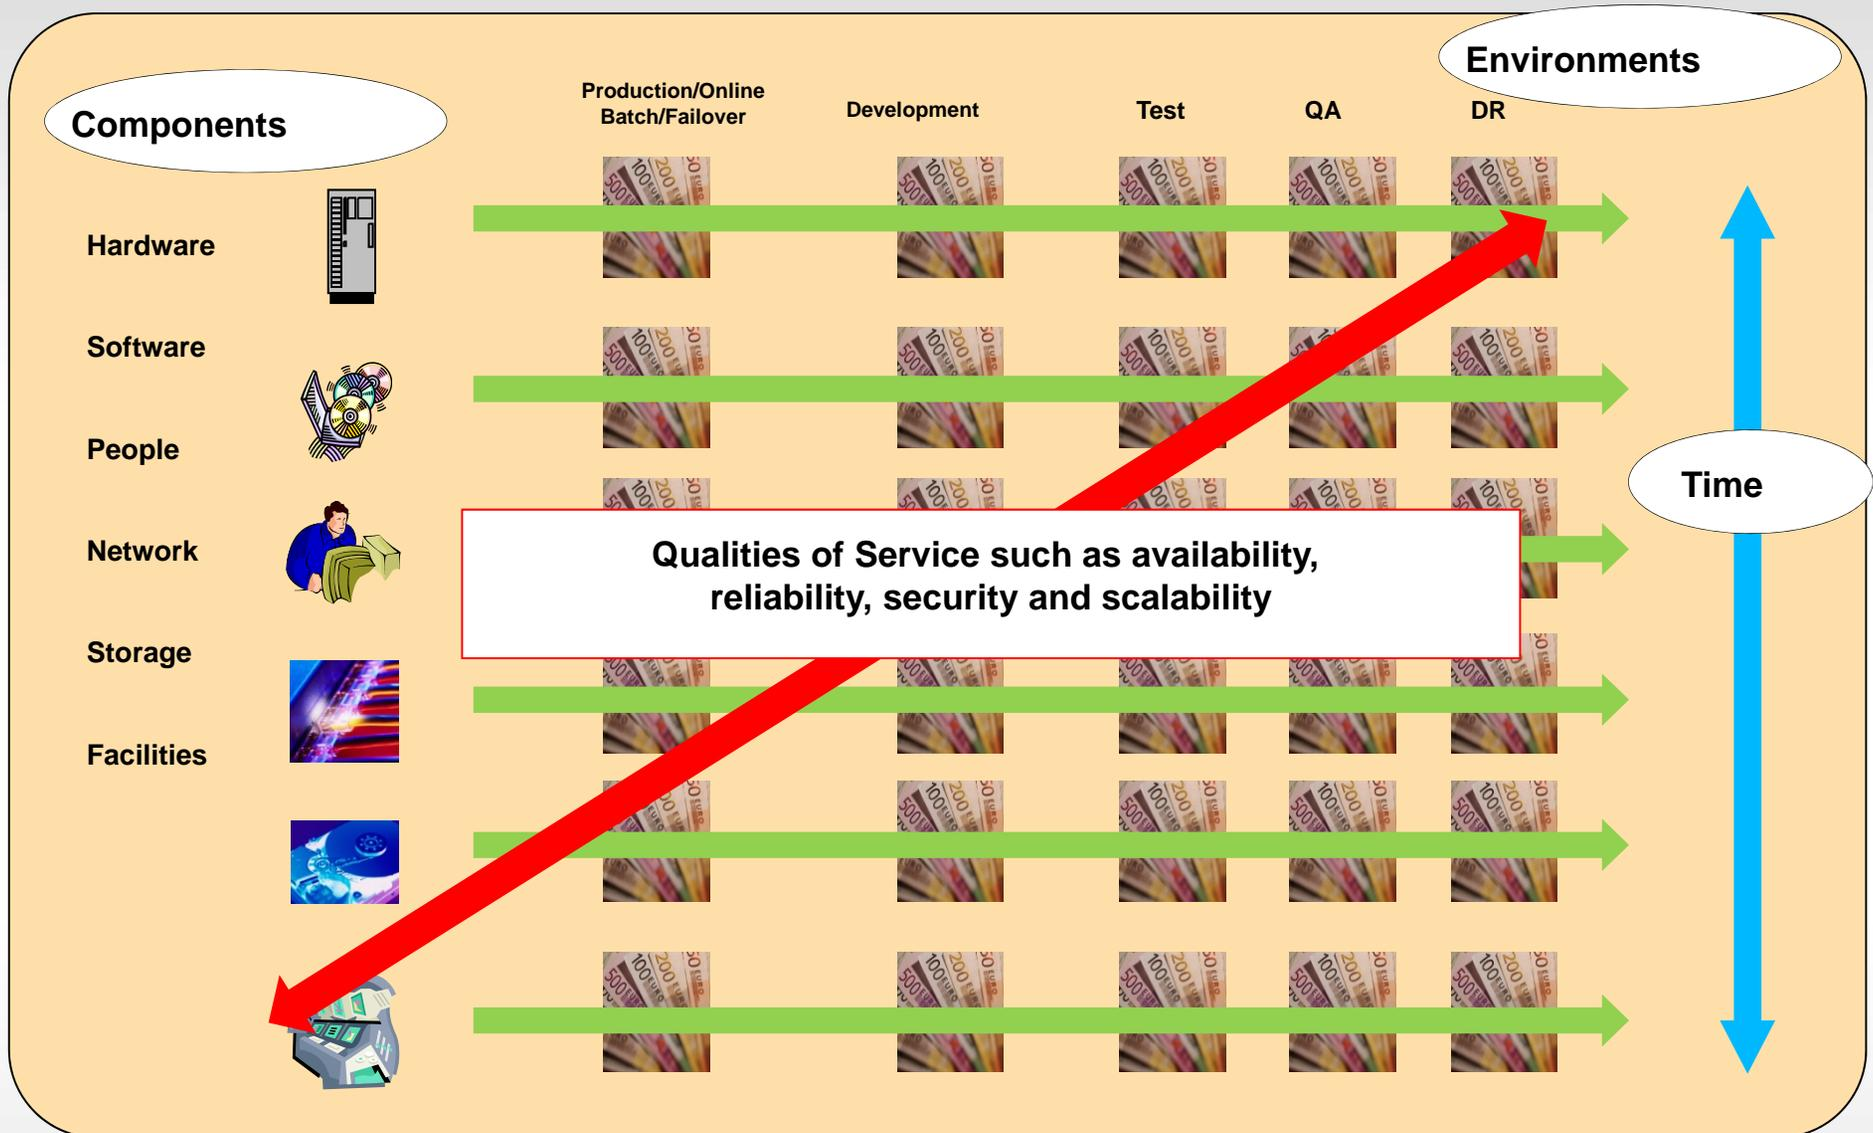 Environments
Components
Production/Online
Batch/Failover
Development
Test
QA
DR
Hardware
Software
People
Network
Storage
Facilities
Time
Qualities of Service such as availability,
reliability, security and scalability